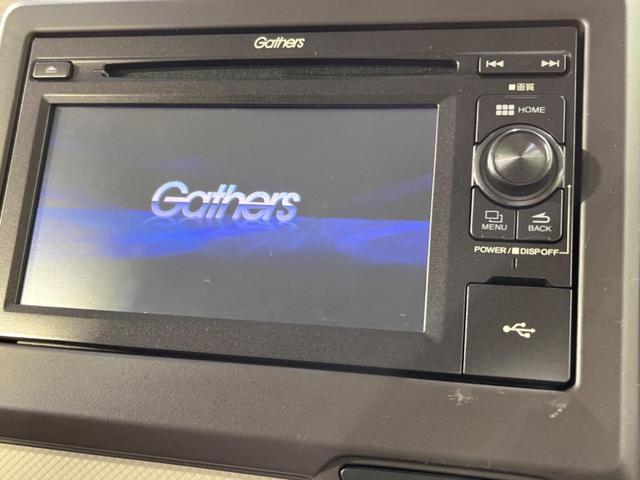 Gathers
■画質
HOME
Gathers
MENU
BACK
POWER/■DISP OFF